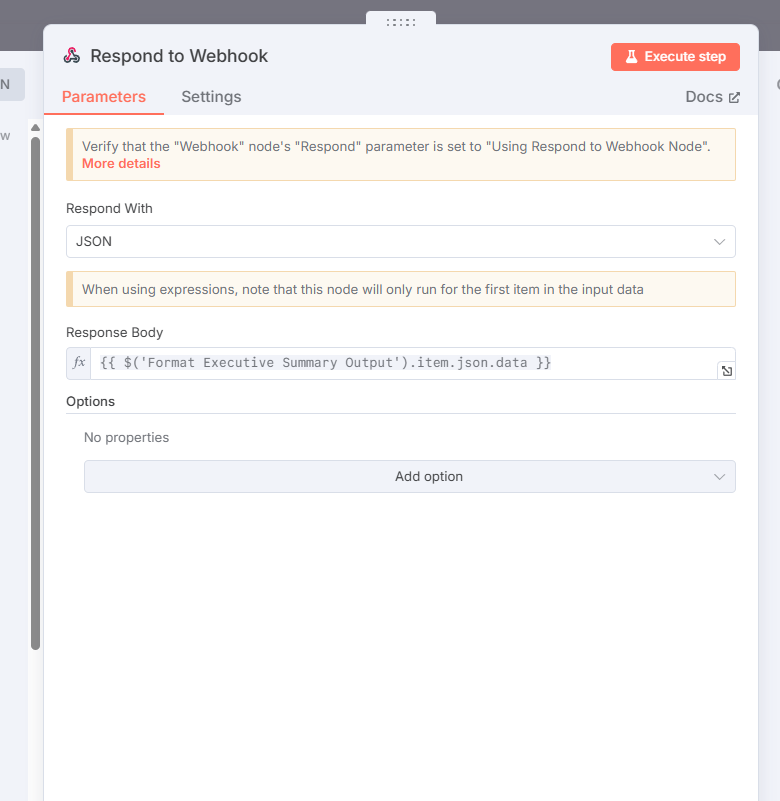 Respond to Webhook
Execute step
Parameters
Settings
Docs
N
w
Verify that the "Webhook" node's "Respond" parameter is set to "Using Respond to Webhook Node".
More details
Respond With
JSON
When using expressions, note that this node will only run for the first item in the input data
Response Body
fx
{{ $('Format Executive Summary Output').item.json.data }}
Options
No properties
Add option